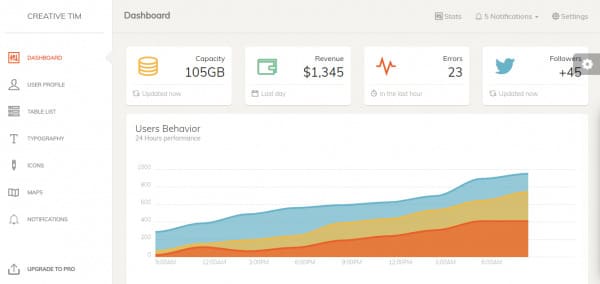 CREATIVE TIM
DASHBOARD
USER PROFILE
TABLE LIST
TYPOGRAPHY
ICONS
MAPS
NOTIFICATIONS
UPGRADE TO PRO
Dashboard
Stats
5 Notifications
Settings
Capacity
105GB
Updated now
Revenue
$1,345
Last day
Errors
23
In the last hour
Followers
+45
Updated now
Users Behavior
24 Hours performance
1000
800
600
400
200
0
9:00AM
12:00AM
3:00PM
6:00PM
9:00PM
12:00PM
3:00AM
6:00AM